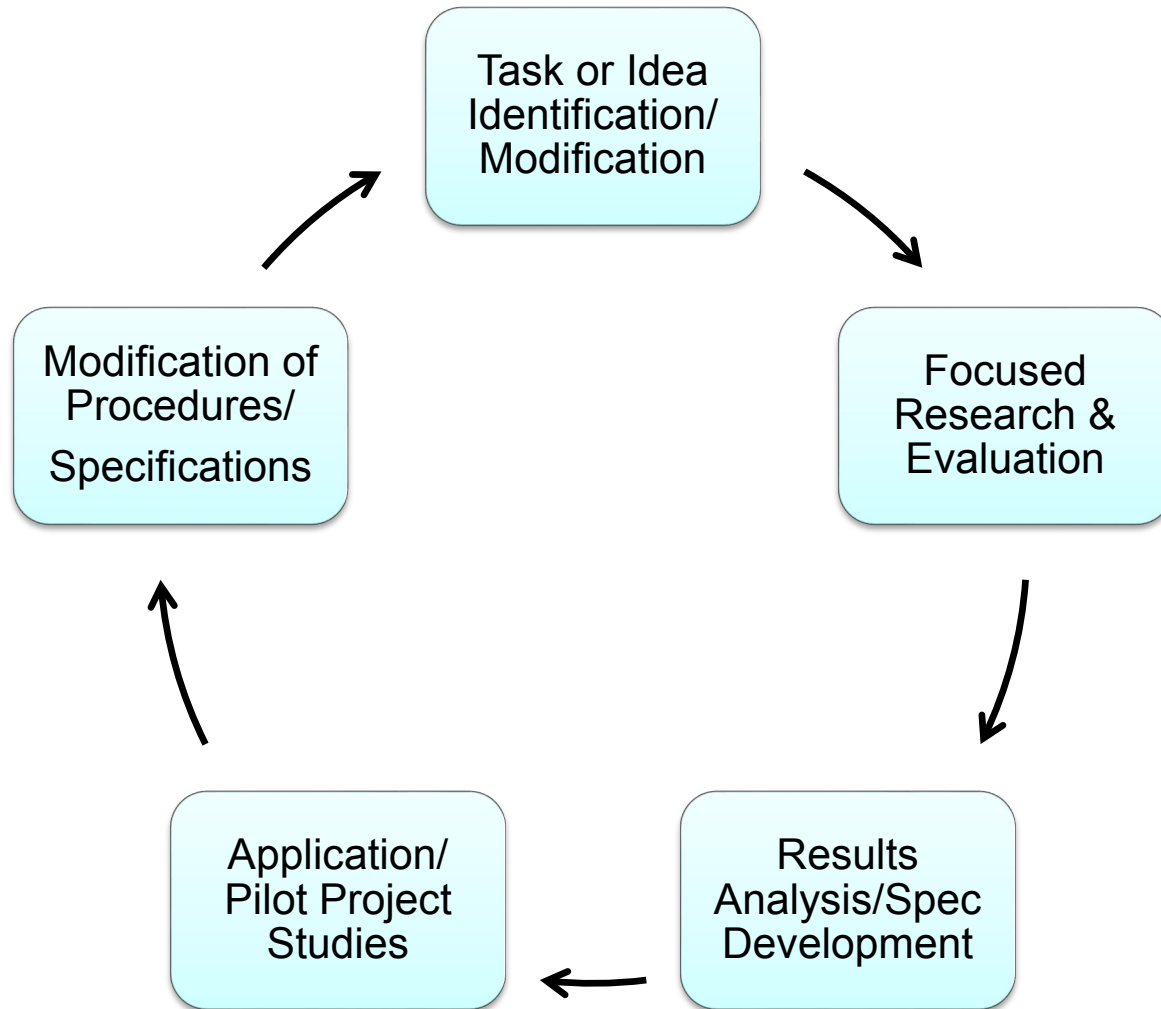 Task or Idea
Identification/
Modification
Focused
Research &
Evaluation
Results
Analysis/Spec
Development
Application/
Pilot Project
Studies
Modification of
Procedures/
Specifications